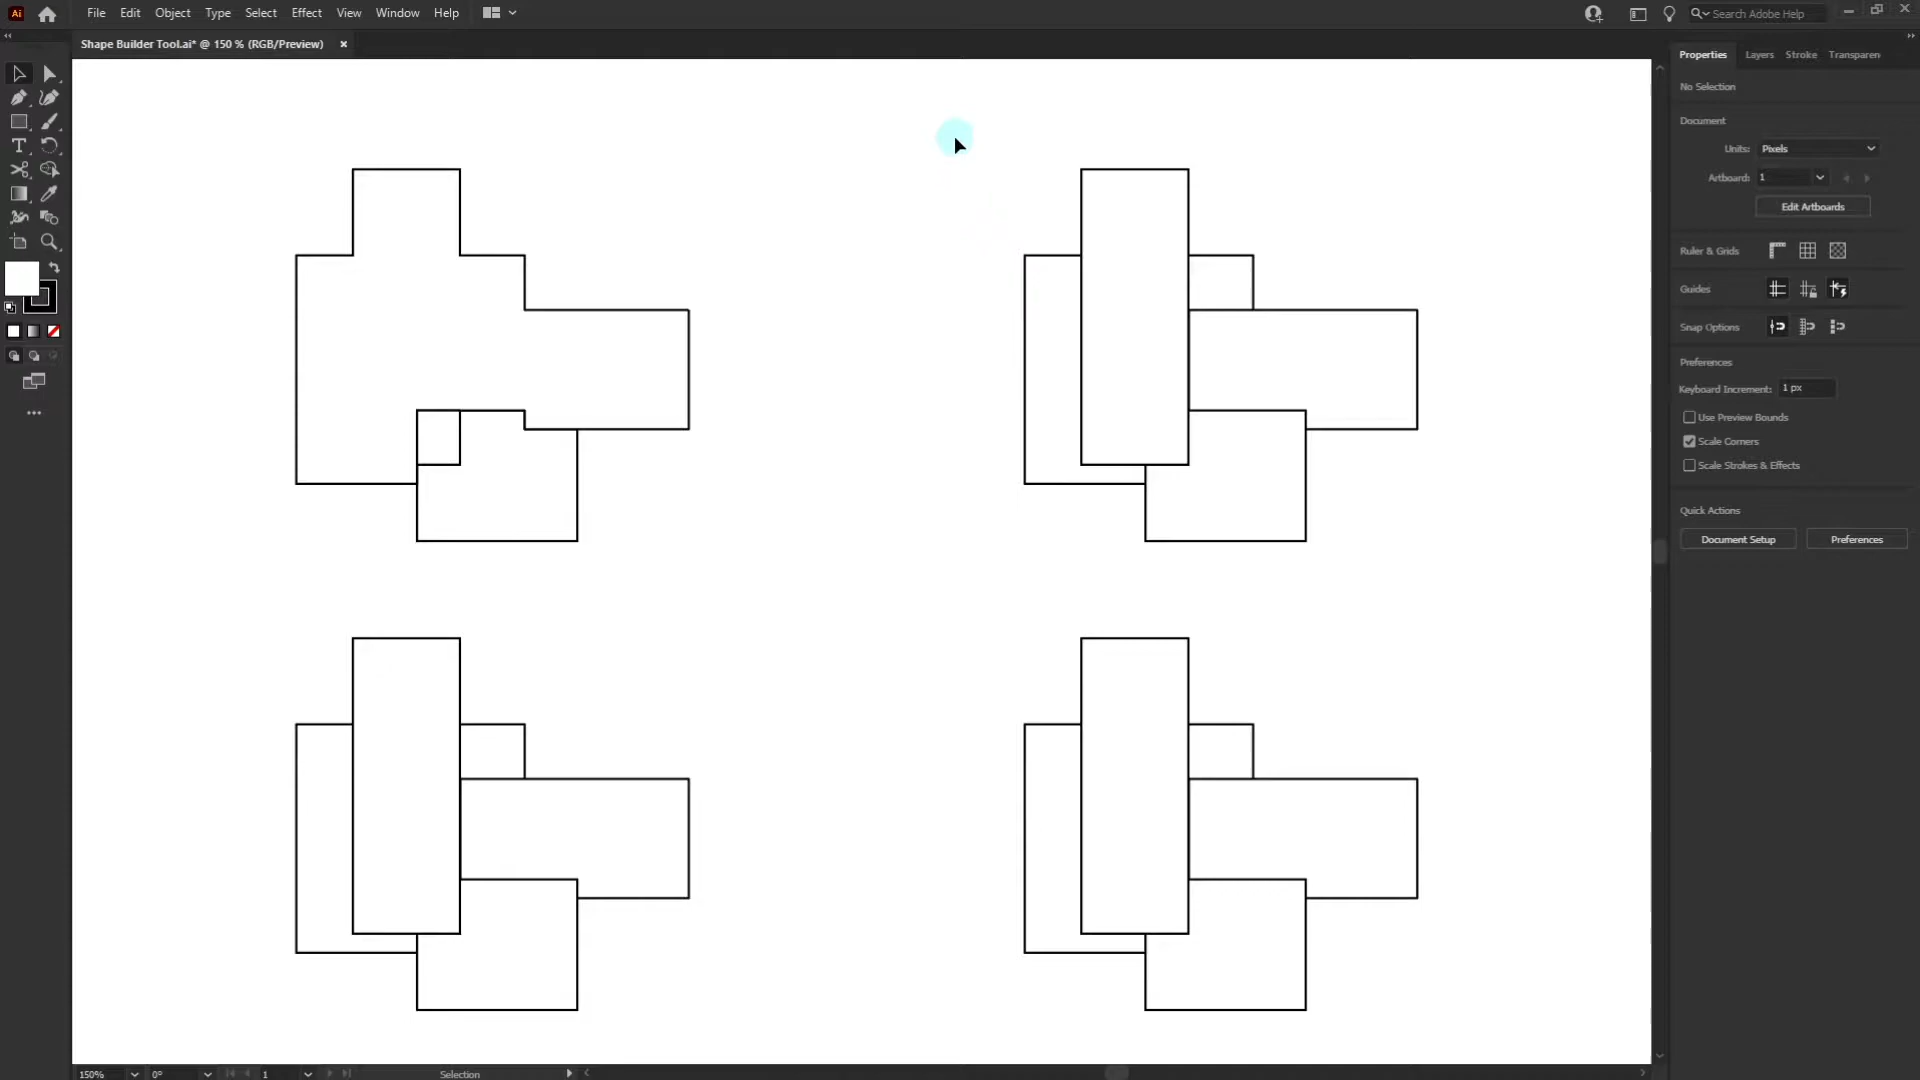 Ai File Edit Object Type Select Effect View Window Help Search Adobe Help
Shape Builder Tool.ai* @ 150 % (RGB/Preview) ×
Properties Layers Stroke Transparen
No Selection
Document
Units: Pixels
Artboard: 1
Edit Artboards
Ruler & Grids
Guides
Snap Options
Preferences
Keyboard Increment: 1 px
Use Preview Bounds
Scale Corners
Scale Strokes & Effects
Quick Actions
Document Setup Preferences
150% 0° 1 Selection